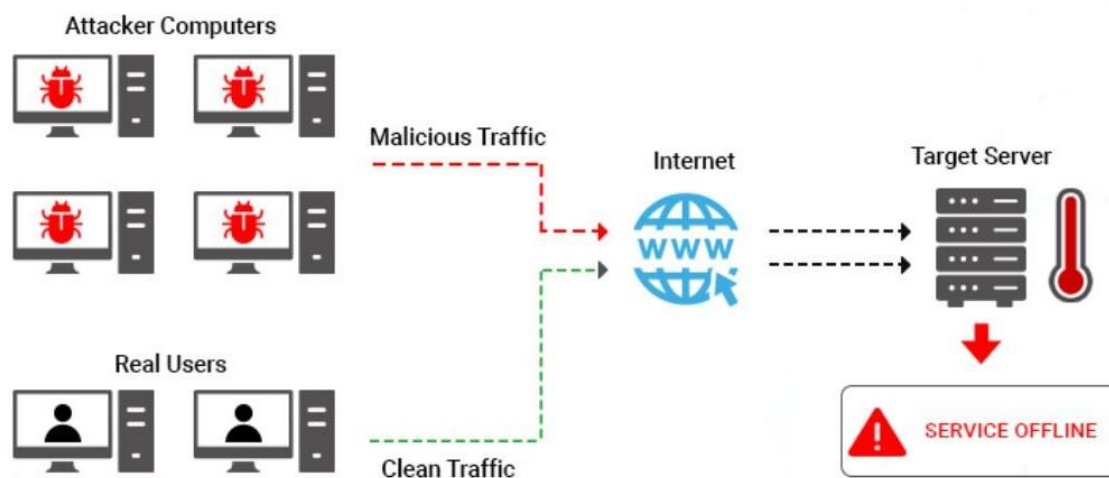 Attacker Computers
Malicious Traffic
Internet
Target Server
WWW
Real Users
SERVICE OFFLINE
Clean Traffic